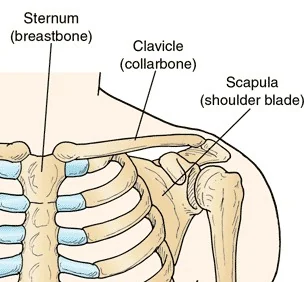 Sternum
(breastbone)
Clavicle
(collarbone)
Scapula
(shoulder blade)